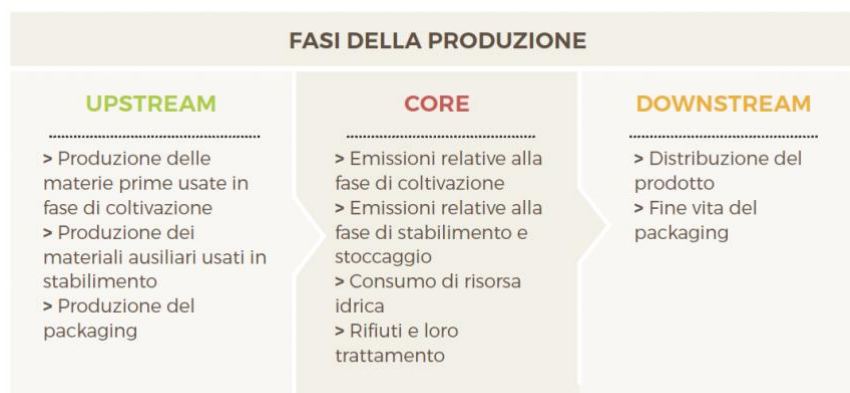 FASI DELLA PRODUZIONE
UPSTREAM
> Produzione delle
materie prime usate in
fase di coltivazione
> Produzione dei
materiali ausiliari usati in
stabilimento
> Produzione del
packaging
CORE
> Emissioni relative alla
fase di coltivazione
> Emissioni relative alla
fase di stabilimento e
stoccaggio
> Consumo di risorsa
idrica
> Rifiuti e loro
trattamento
DOWNSTREAM
> Distribuzione del
prodotto
> Fine vita del
packaging